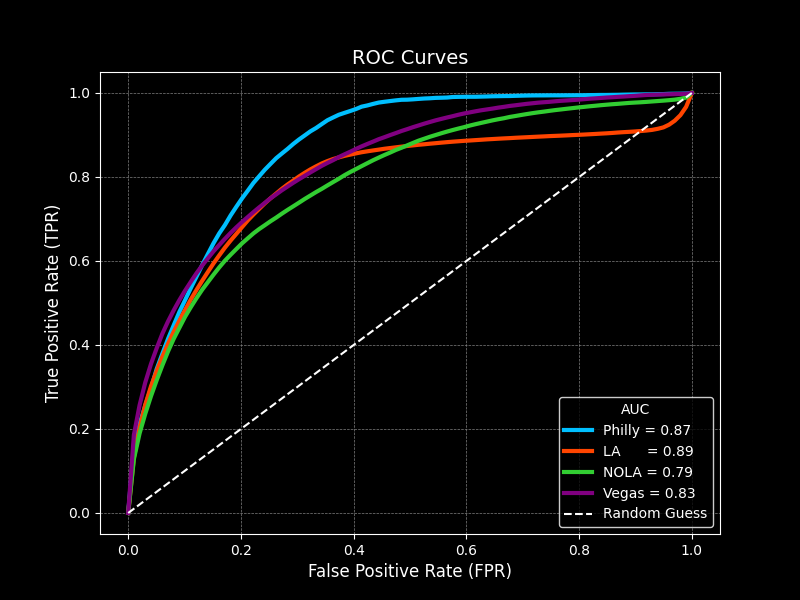 ROC Curves
True Positive Rate (TPR)
1.0
0.8
0.6
0.4
0.2
0.0
0.0 0.2 0.4 0.6 0.8 1.0
False Positive Rate (FPR)
AUC
Philly = 0.87
LA = 0.89
NOLA = 0.79
Vegas = 0.83
Random Guess